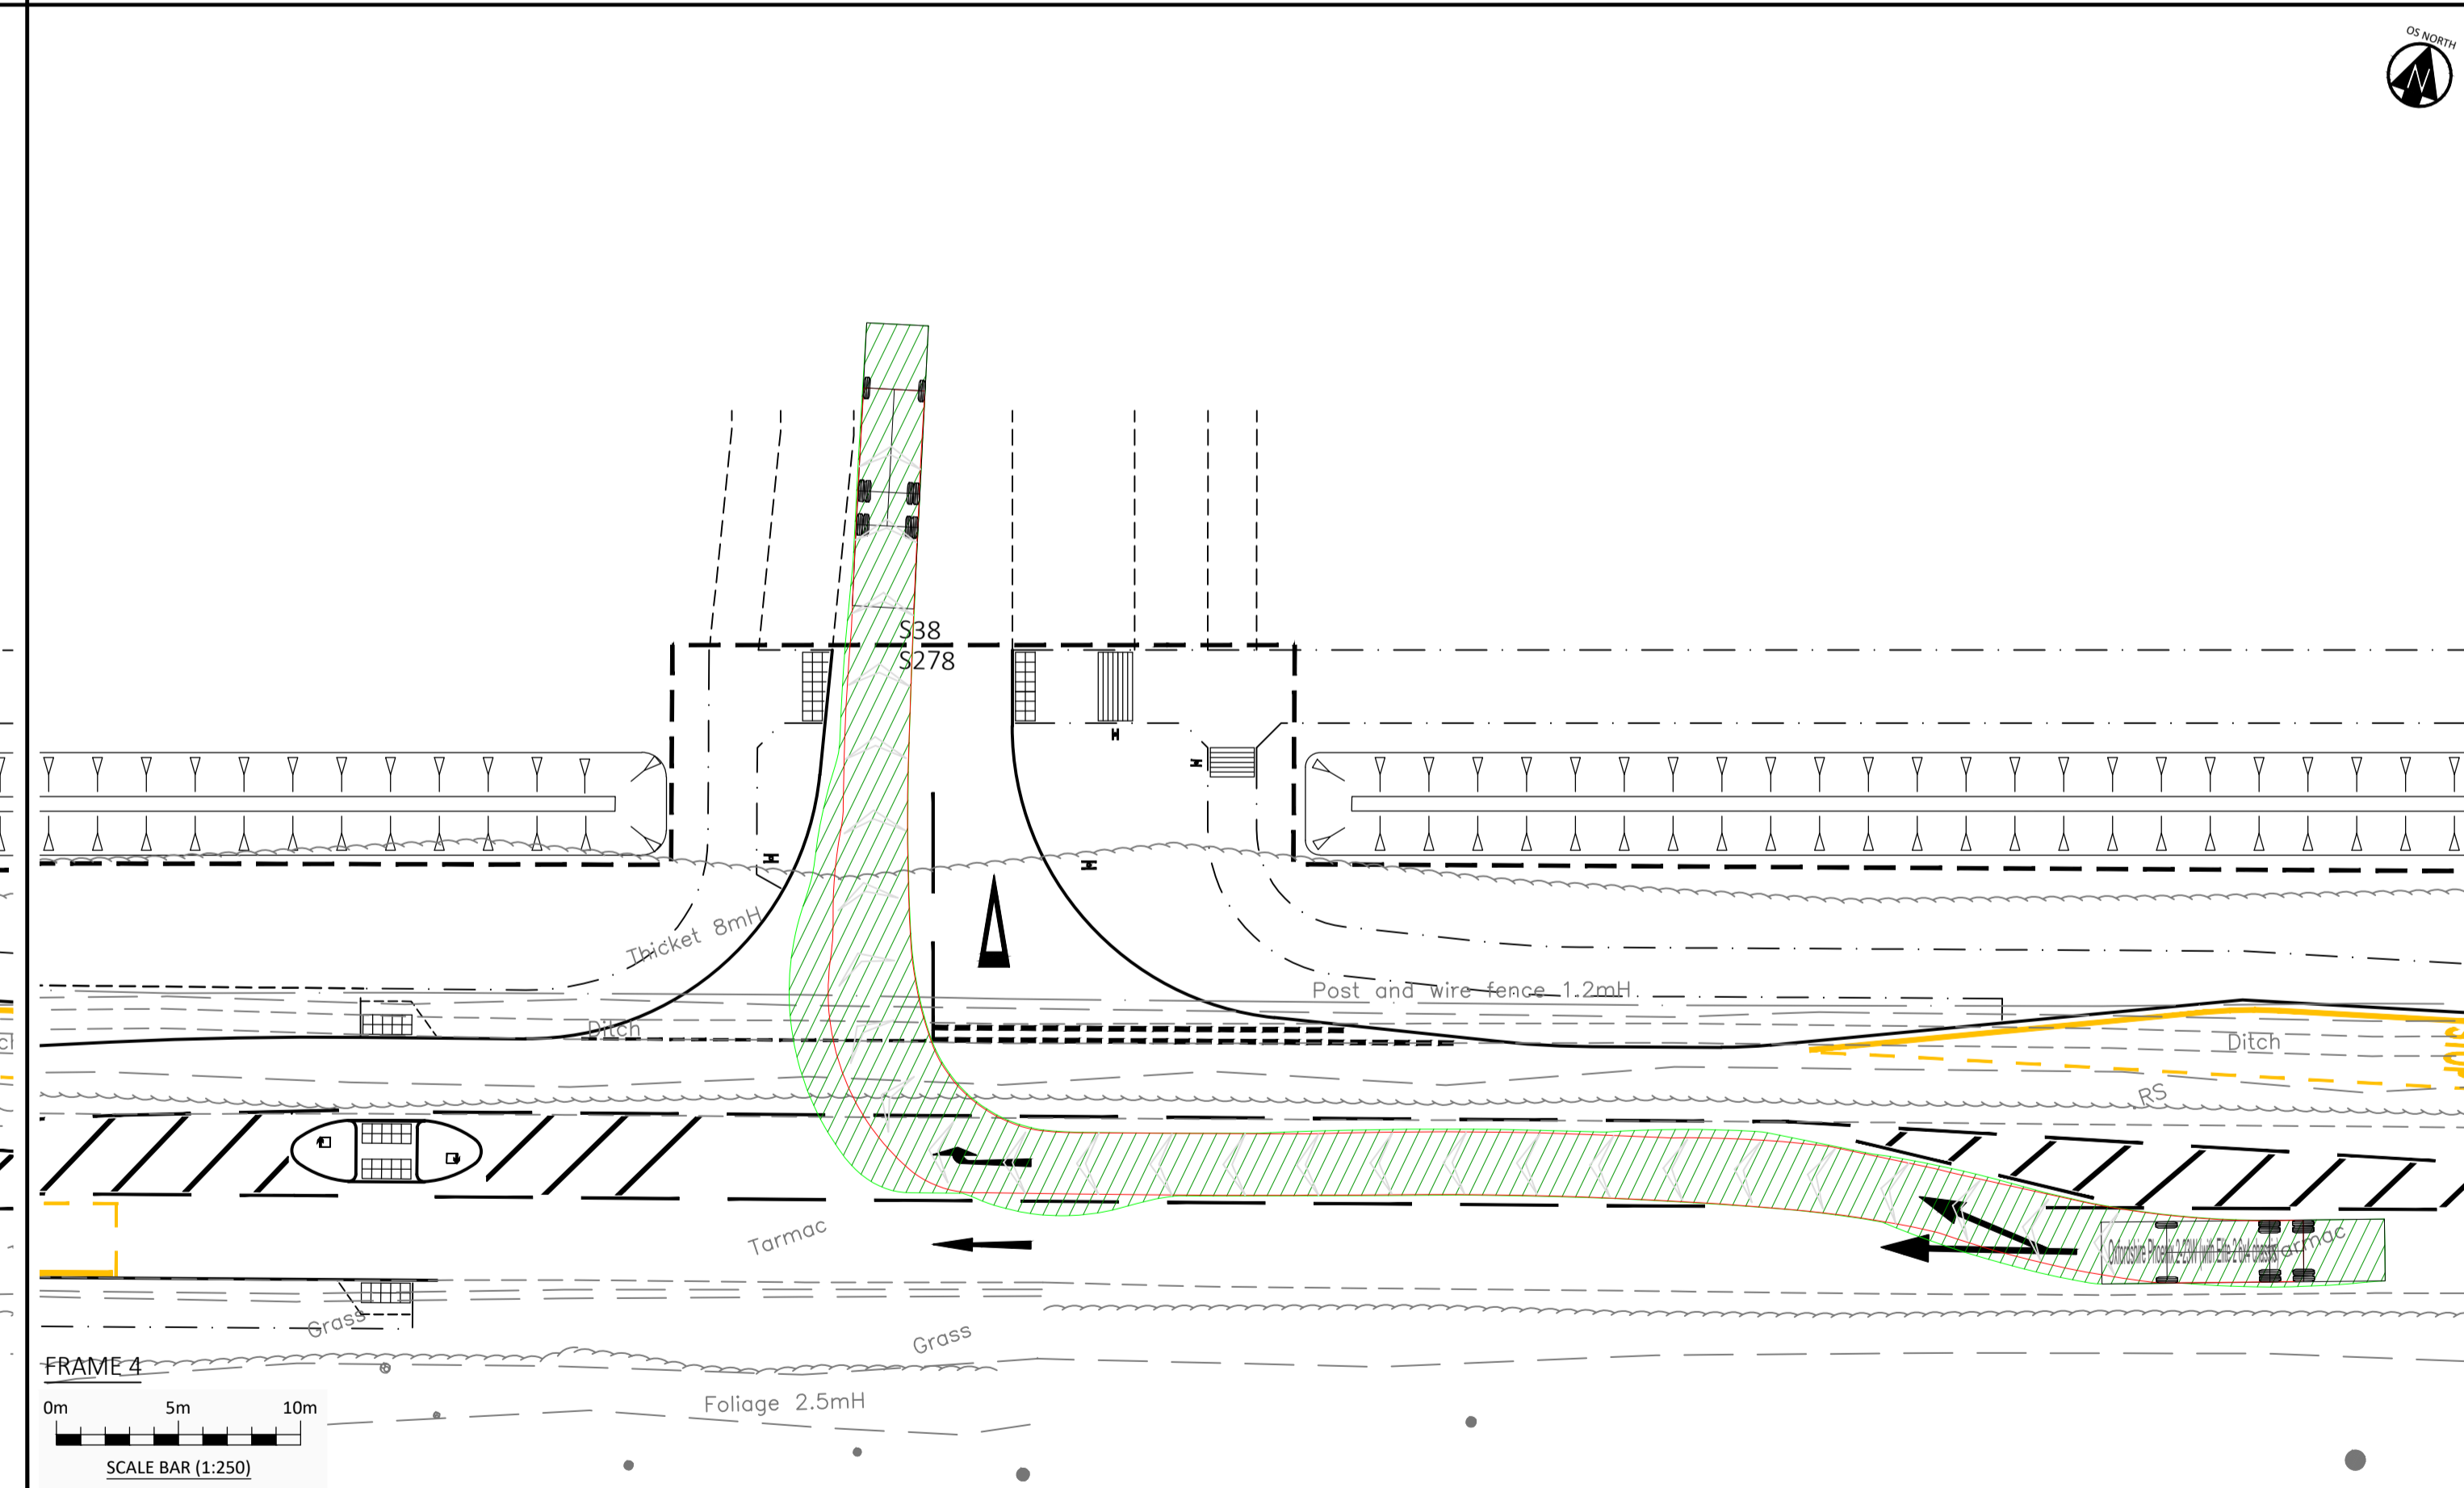 OS NORTH
N
S38
S278
Thicket 8mH
Post and wire fence 1.2mH
Ditch
Ditch
RS
Tarmac
Grass
Grass
FRAME 4
Foliage 2.5mH
0m 5m 10m
SCALE BAR (1:250)